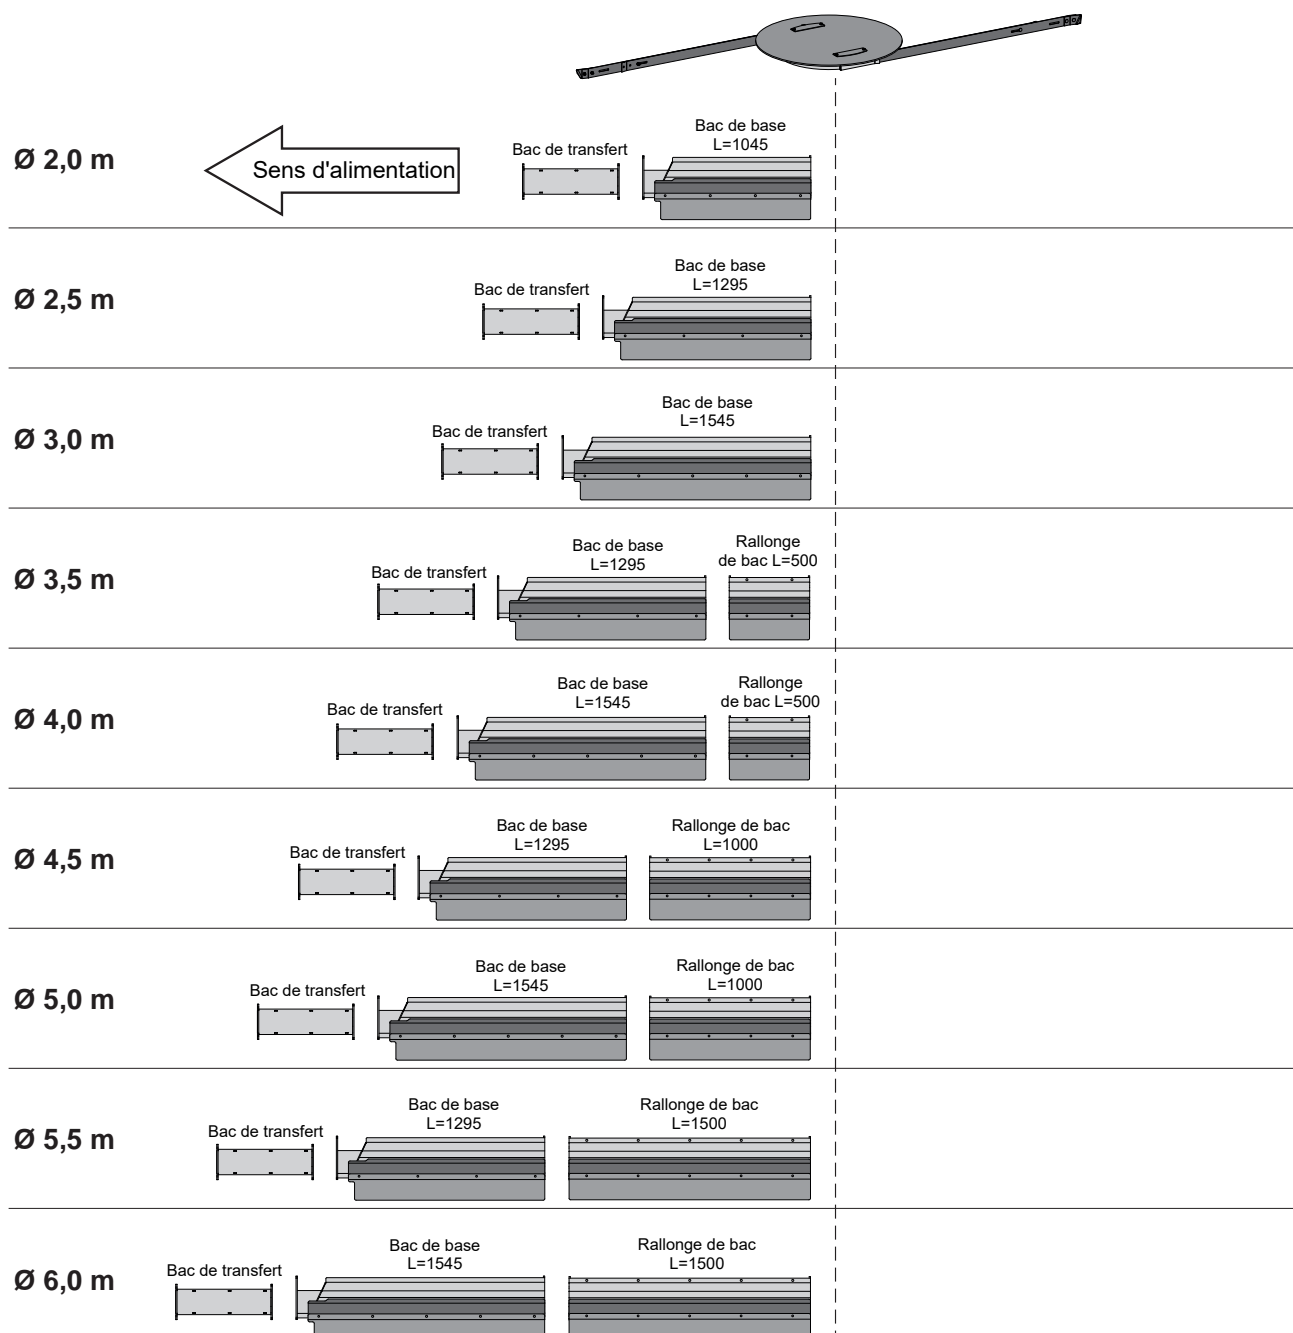 Ø 2,0 m
Sens d'alimentation
Bac de transfert
Bac de base
L=1045
Ø 2,5 m
Bac de transfert
Bac de base
L=1295
Ø 3,0 m
Bac de transfert
Bac de base
L=1545
Ø 3,5 m
Bac de transfert
Bac de base
L=1295
Rallonge
de bac L=500
Ø 4,0 m
Bac de transfert
Bac de base
L=1545
Rallonge
de bac L=500
Ø 4,5 m
Bac de transfert
Bac de base
L=1295
Rallonge de bac
L=1000
Ø 5,0 m
Bac de transfert
Bac de base
L=1545
Rallonge de bac
L=1000
Ø 5,5 m
Bac de transfert
Bac de base
L=1295
Rallonge de bac
L=1500
Ø 6,0 m
Bac de transfert
Bac de base
L=1545
Rallonge de bac
L=1500